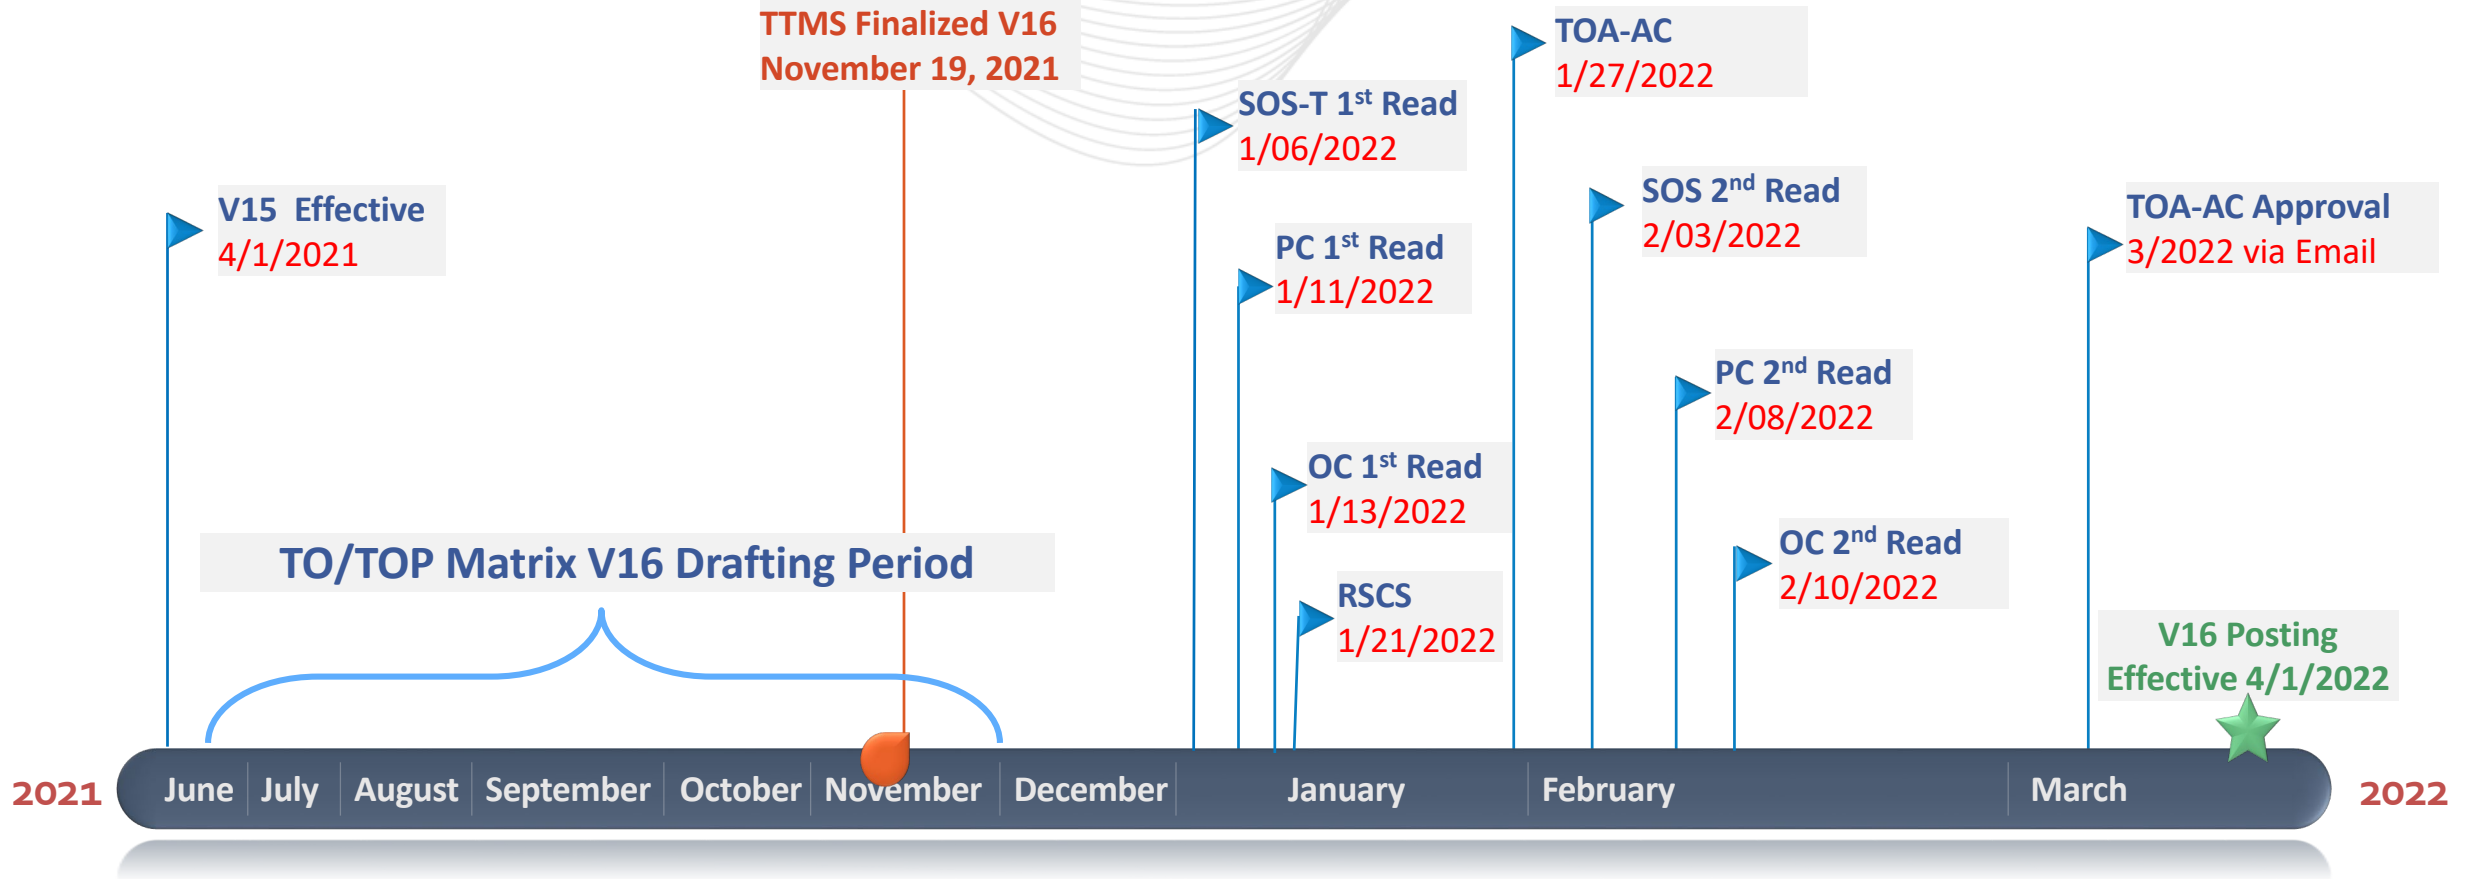 TTMS Finalized V16
November 19, 2021
TOA-AC
1/27/2022
SOS-T 1st Read
1/06/2022
V15  Effective
4/1/2021
SOS 2nd Read
2/03/2022
TOA-AC Approval
3/2022 via Email
PC 1st Read
1/11/2022
PC 2nd Read
2/08/2022
OC 1st Read
1/13/2022
TO/TOP Matrix V16 Drafting Period
OC 2nd Read
2/10/2022
RSCS
1/21/2022
V16 Posting
Effective 4/1/2022
2021 June July August September October November December January February March 2022